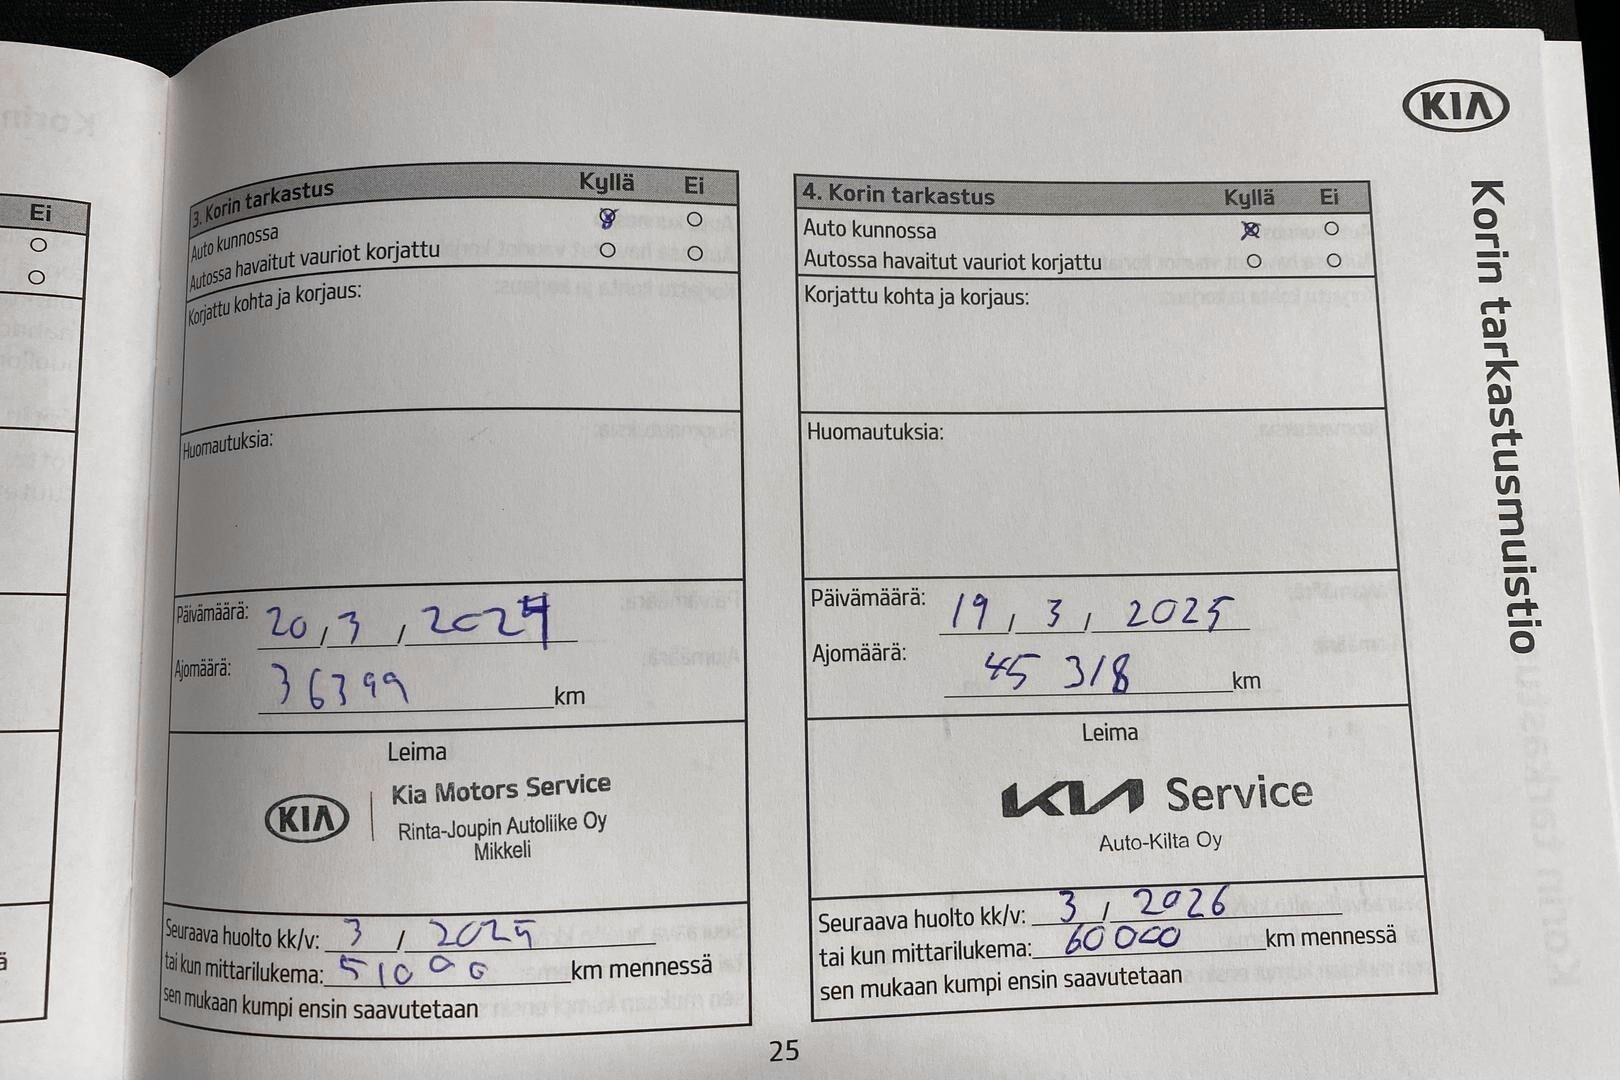 Ei
KIA
Korin tarkastusmuistio
3. Korin tarkastus Kyllä Ei
Auto kunnossa
Autossa havaitut vauriot korjattu
Korjattu kohta ja korjaus:
Huomautuksia:
Päivämäärä: 20 / 3 / 2024
Ajomäärä: 36399 km
Leima
KIA
Kia Motors Service
Rinta-Joupin Autoliike Oy
Mikkeli
Seuraava huolto kk/v: 3 / 2025
tai kun mittarilukema: 51000 km mennessä
sen mukaan kumpi ensin saavutetaan
4. Korin tarkastus Kyllä Ei
Auto kunnossa
Autossa havaitut vauriot korjattu
Korjattu kohta ja korjaus:
Huomautuksia:
Päivämäärä: 19 / 3 / 2025
Ajomäärä: 45 318 km
Leima
KIA Service
Auto-Kilta Oy
Seuraava huolto kk/v: 3 / 2026
tai kun mittarilukema: 60000 km mennessä
sen mukaan kumpi ensin saavutetaan
25